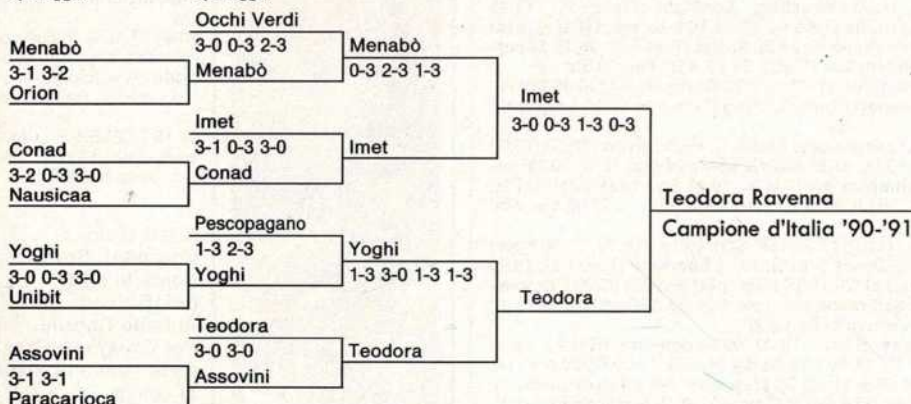 Occhi Verdi
Menabò
3-0 0-3 2-3
Menabò
3-1 3-2
Menabò
0-3 2-3 1-3
Orion
Imet
Imet
3-0 0-3 1-3 0-3
Conad
3-1 0-3 3-0
Imet
3-2 0-3 3-0
Conad
Nausicaa
Teodora Ravenna
Pescopagano
Campione d'Italia '90-'91
Yoghi
1-3 2-3
Yoghi
3-0 0-3 3-0
Yoghi
1-3 3-0 1-3 1-3
Unibit
Teodora
Teodora
Assovini
3-0 3-0
Teodora
3-1 3-1
Assovini
Paracarioca